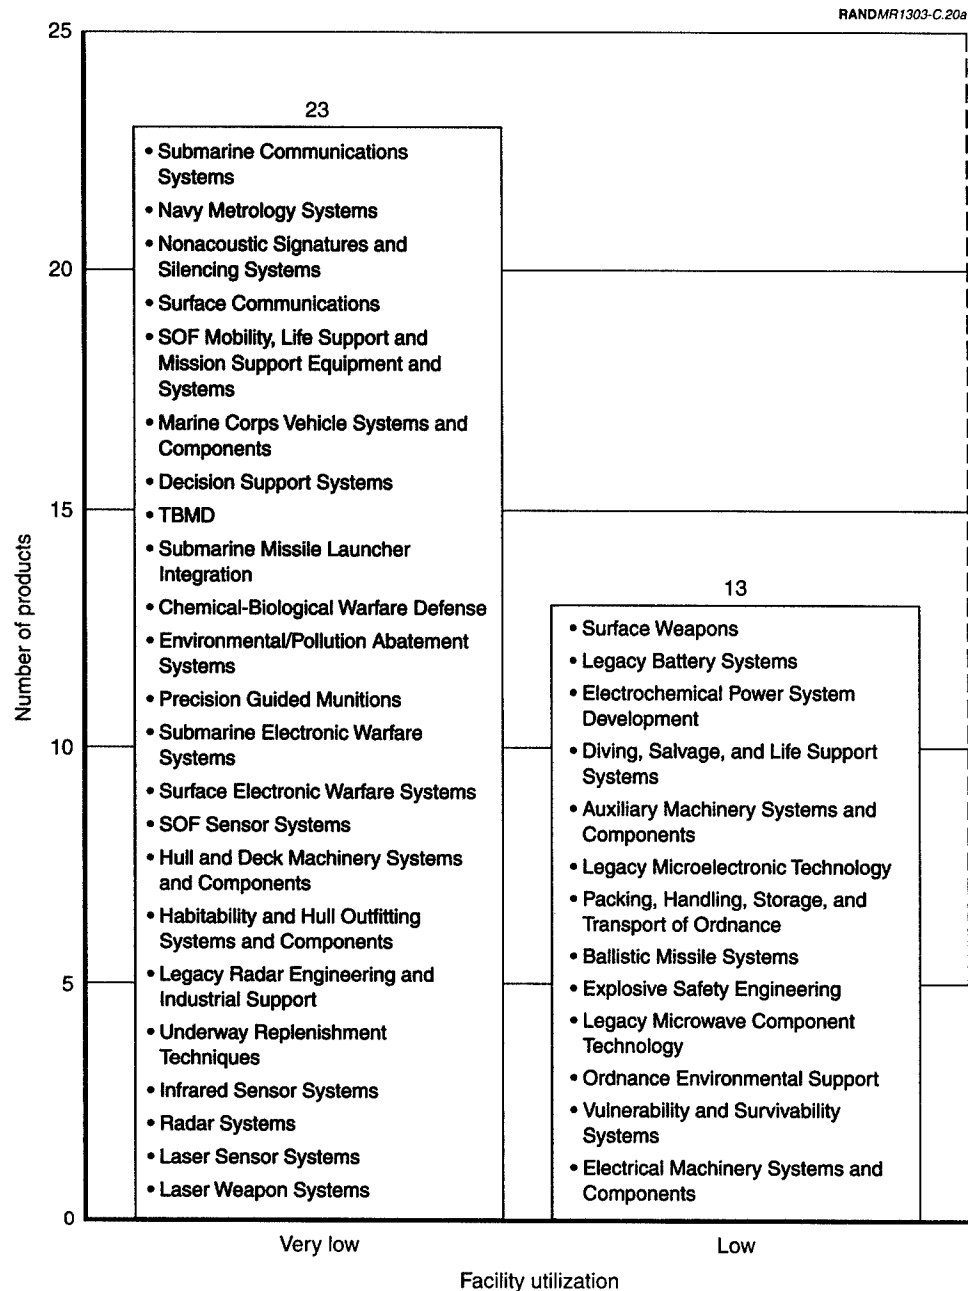 RANDMR1303-C.20a
25
23
• Submarine Communications
Systems
• Navy Metrology Systems
• Nonacoustic Signatures and
Silencing Systems
20
• Surface Communications
• SOF Mobility, Life Support and
Mission Support Equipment and
Systems
• Marine Corps Vehicle Systems and
Components
• Decision Support Systems
15
• TBMD
• Submarine Missile Launcher
Integration
• Chemical-Biological Warfare Defense
• Environmental/Pollution Abatement
Systems
• Precision Guided Munitions
• Submarine Electronic Warfare
Systems
10
• Surface Electronic Warfare Systems
• SOF Sensor Systems
• Hull and Deck Machinery Systems
and Components
• Habitability and Hull Outfitting
Systems and Components
• Legacy Radar Engineering and
Industrial Support
5
• Underway Replenishment
Techniques
• Infrared Sensor Systems
• Radar Systems
• Laser Sensor Systems
• Laser Weapon Systems
0
Number of products
13
• Surface Weapons
• Legacy Battery Systems
• Electrochemical Power System
Development
• Diving, Salvage, and Life Support
Systems
• Auxiliary Machinery Systems and
Components
• Legacy Microelectronic Technology
• Packing, Handling, Storage, and
Transport of Ordnance
• Ballistic Missile Systems
• Explosive Safety Engineering
• Legacy Microwave Component
Technology
• Ordnance Environmental Support
• Vulnerability and Survivability
Systems
• Electrical Machinery Systems and
Components
Very low
Low
Facility utilization